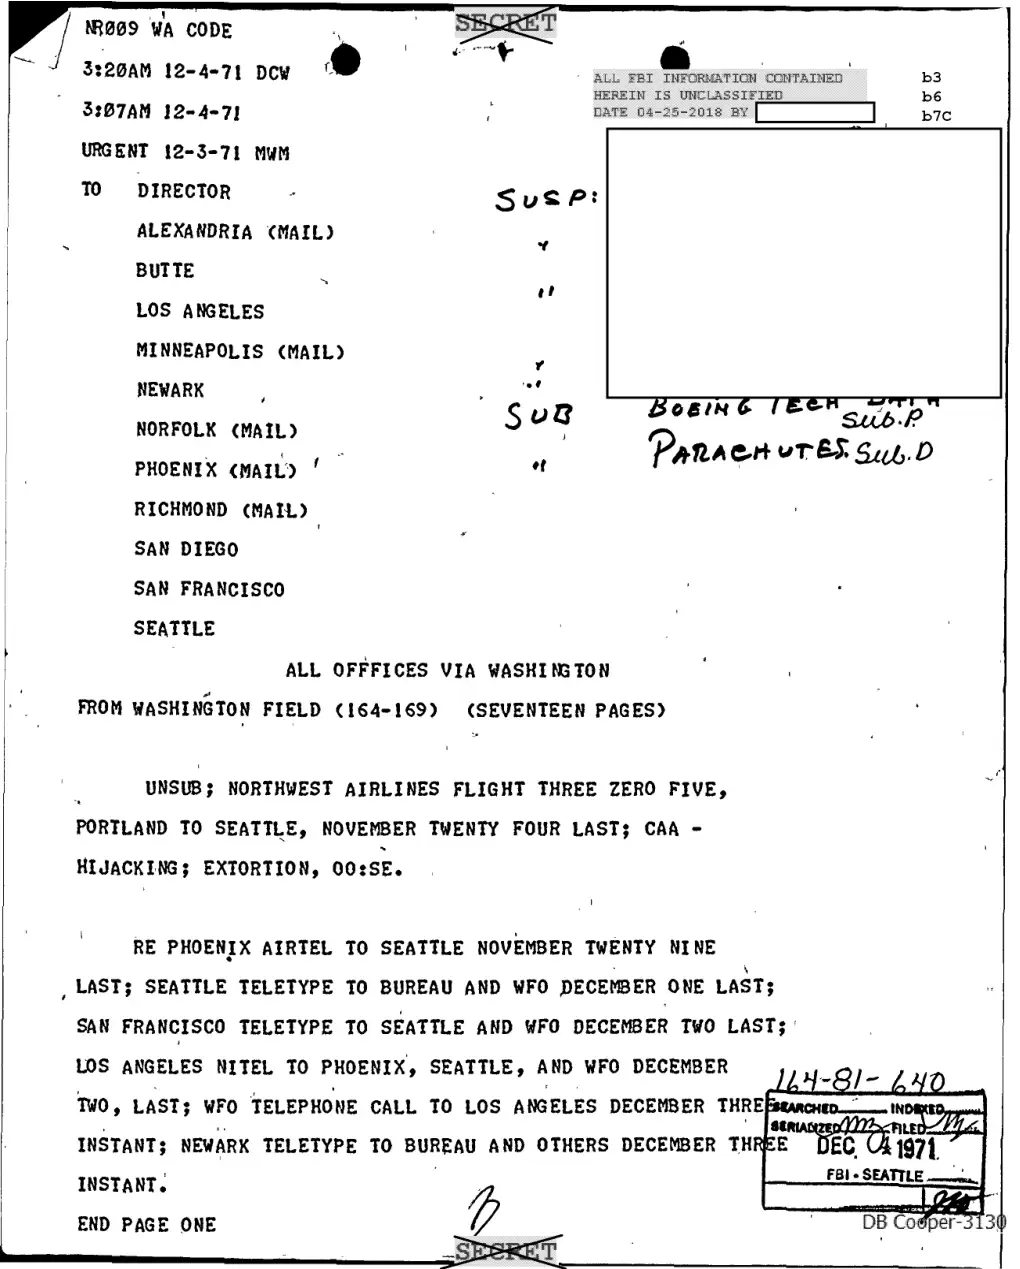 SECRET
NR009 WA CODE
3:20AM 12-4-71 DCW
ALL FBI INFORMATION CONTAINED
HEREIN IS UNCLASSIFIED
DATE 04-25-2018 BY
b3
b6
b7C
3:07AM 12-4-71
URGENT 12-3-71 MWM
TO DIRECTOR
SUSP:
ALEXANDRIA (MAIL)
"
BUTTE
"
LOS ANGELES
MINNEAPOLIS (MAIL)
"
NEWARK
SUB BOEING TECH DATA
Sub.P
NORFOLK (MAIL)
" PARACHUTES. Sub.D
PHOENIX (MAIL)
RICHMOND (MAIL)
SAN DIEGO
SAN FRANCISCO
SEATTLE
ALL OFFFICES VIA WASHINGTON
FROM WASHINGTON FIELD (164-169) (SEVENTEEN PAGES)
UNSUB; NORTHWEST AIRLINES FLIGHT THREE ZERO FIVE,
PORTLAND TO SEATTLE, NOVEMBER TWENTY FOUR LAST; CAA -
HIJACKING; EXTORTION, OO:SE.
RE PHOENIX AIRTEL TO SEATTLE NOVEMBER TWENTY NINE
LAST; SEATTLE TELETYPE TO BUREAU AND WFO DECEMBER ONE LAST;
SAN FRANCISCO TELETYPE TO SEATTLE AND WFO DECEMBER TWO LAST;
LOS ANGELES NITEL TO PHOENIX, SEATTLE, AND WFO DECEMBER
TWO, LAST; WFO TELEPHONE CALL TO LOS ANGELES DECEMBER THREE
INSTANT; NEWARK TELETYPE TO BUREAU AND OTHERS DECEMBER THREE
INSTANT.
END PAGE ONE
164-81-640
SEARCHED INDEXED
SERIALIZED FILED
DEC 1971
FBI - SEATTLE
DB Cooper-3130
SECRET